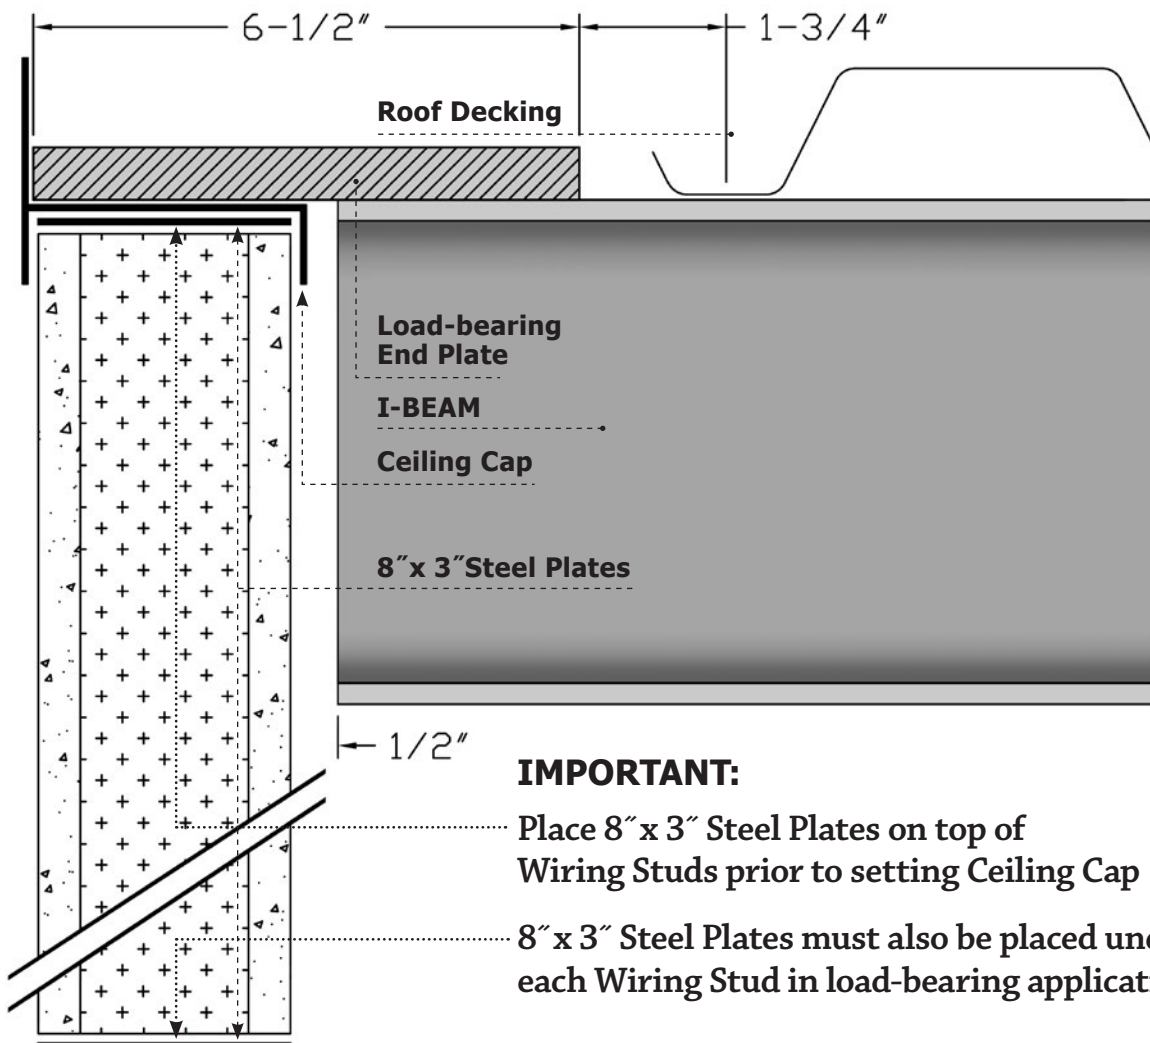 6-1/2″
1-3/4″
Roof Decking
Load-bearing
End Plate
I-BEAM
Ceiling Cap
8˝x 3˝Steel Plates
1/2″
IMPORTANT:
Place 8˝x 3˝ Steel Plates on top of
Wiring Studs prior to setting Ceiling Cap
8˝x 3˝ Steel Plates must also be placed
each Wiring Stud in load-bearing